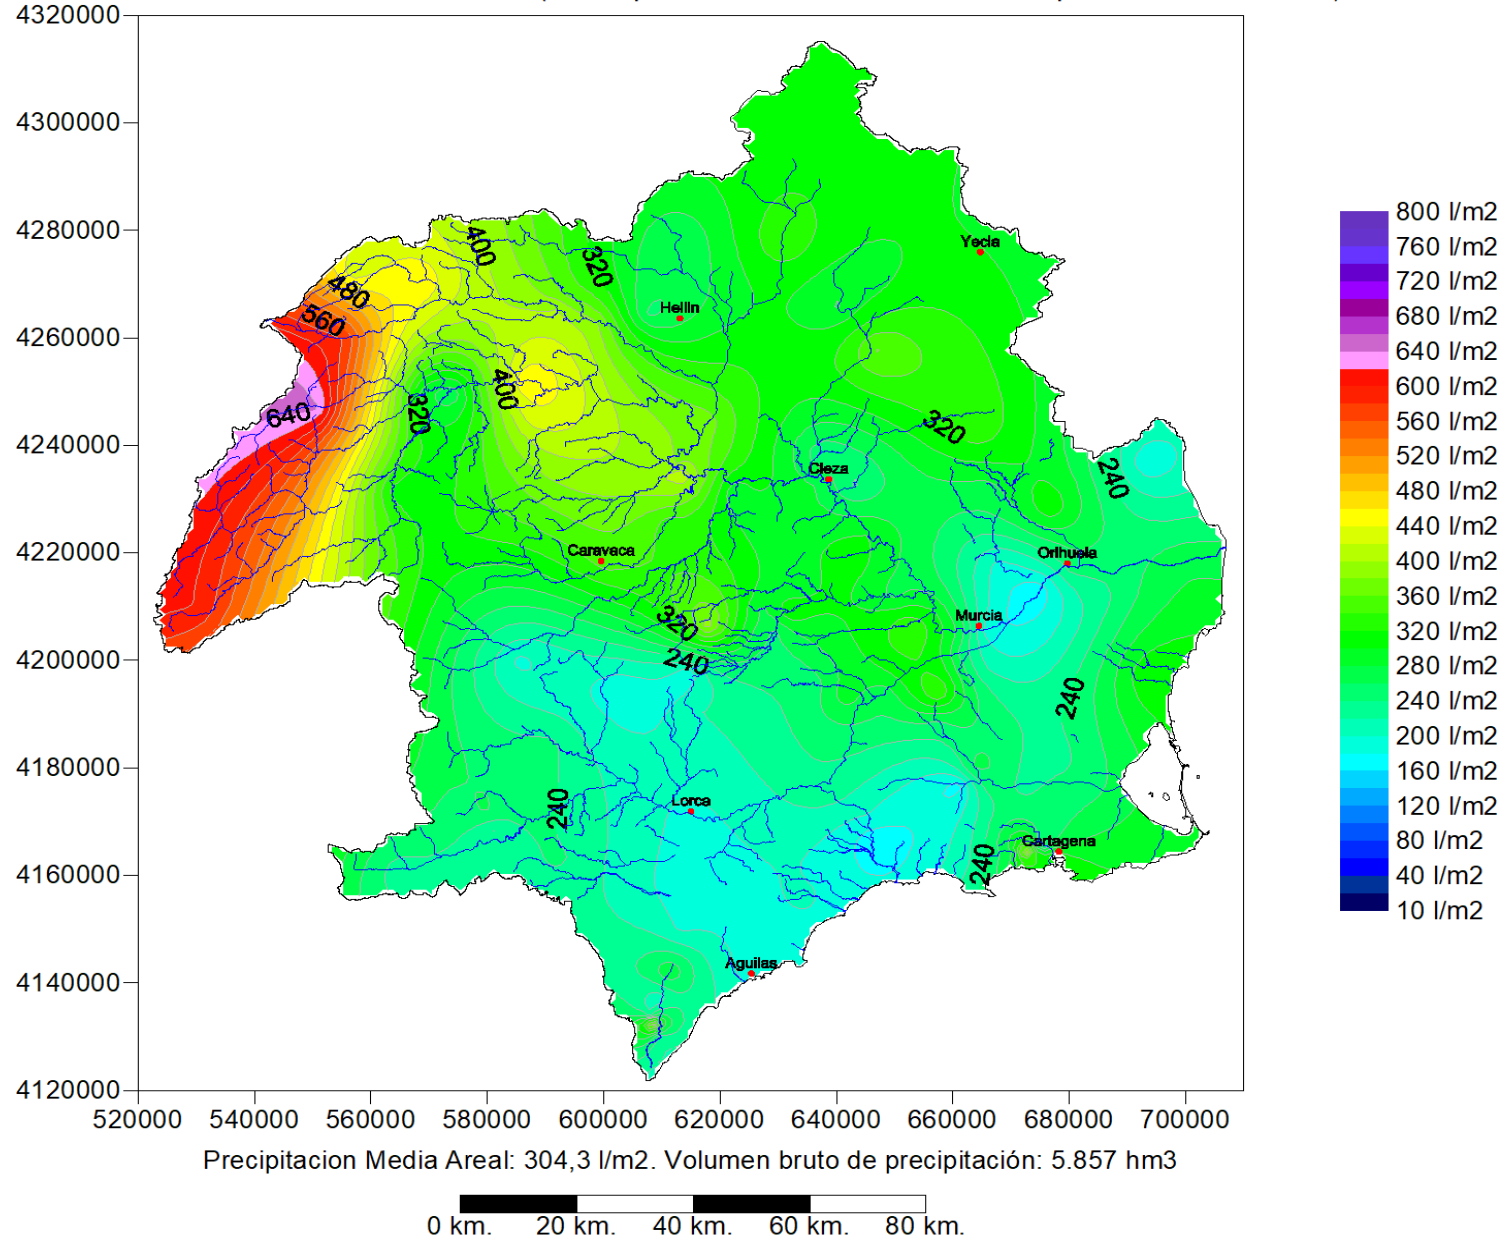 4320000
4300000
4280000
4260000
4240000
4220000
4200000
4180000
4160000
4140000
4120000
520000 540000 560000 580000 600000 620000 640000 660000 680000 700000
400
320
480
560
640
320
400
320
240
320
240
240
240
240
Yecla
Hellin
Cieza
Caravaca
Orihuela
Murcia
Lorca
Cartagena
Aguilas
800 l/m2
760 l/m2
720 l/m2
680 l/m2
640 l/m2
600 l/m2
560 l/m2
520 l/m2
480 l/m2
440 l/m2
400 l/m2
360 l/m2
320 l/m2
280 l/m2
240 l/m2
200 l/m2
160 l/m2
120 l/m2
80 l/m2
40 l/m2
10 l/m2
Precipitacion Media Areal: 304,3 l/m2. Volumen bruto de precipitación: 5.857 hm3
0 km. 20 km. 40 km. 60 km. 80 km.